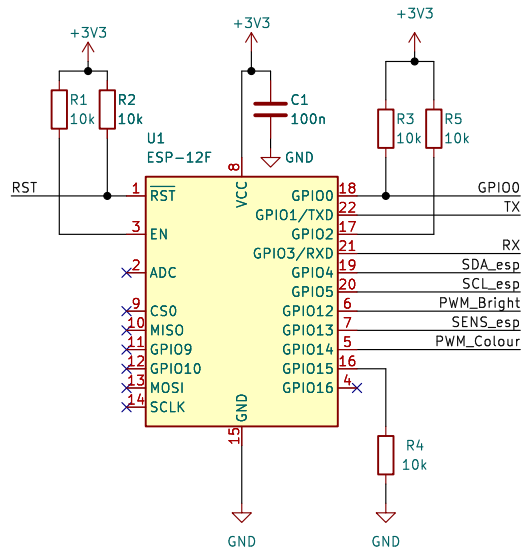 +3V3
+3V3
+3V3
R1
10k
R2
10k
C1
100n
R3
10k
R5
10k
U1
ESP-12F
GND
8
VCC
RST
1
RST
GPIO0
18
GPIO0
GPIO1/TXD
22
TX
3
EN
GPIO2
17
GPIO3/RXD
21
RX
2
ADC
GPIO4
19
SDA_esp
GPIO5
20
SCL_esp
9
CS0
GPIO12
6
PWM_Bright
10
MISO
GPIO13
7
SENS_esp
11
GPIO9
GPIO14
5
PWM_Colour
12
GPIO10
GPIO15
16
13
MOSI
GPIO16
4
14
SCLK
GND
15
R4
10k
GND
GND